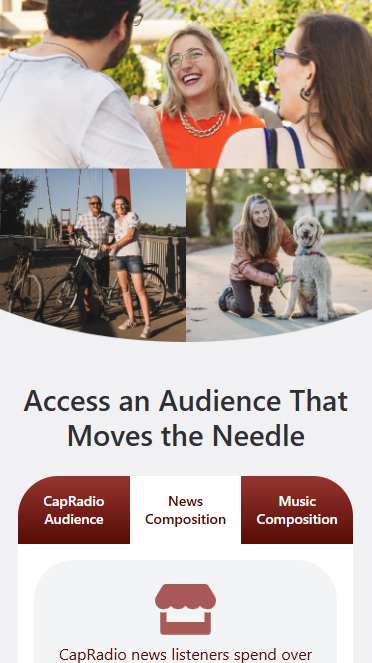 Access an Audience That
Moves the Needle
CapRadio
Audience
News
Composition
Music
Composition
CapRadio news listeners spend over